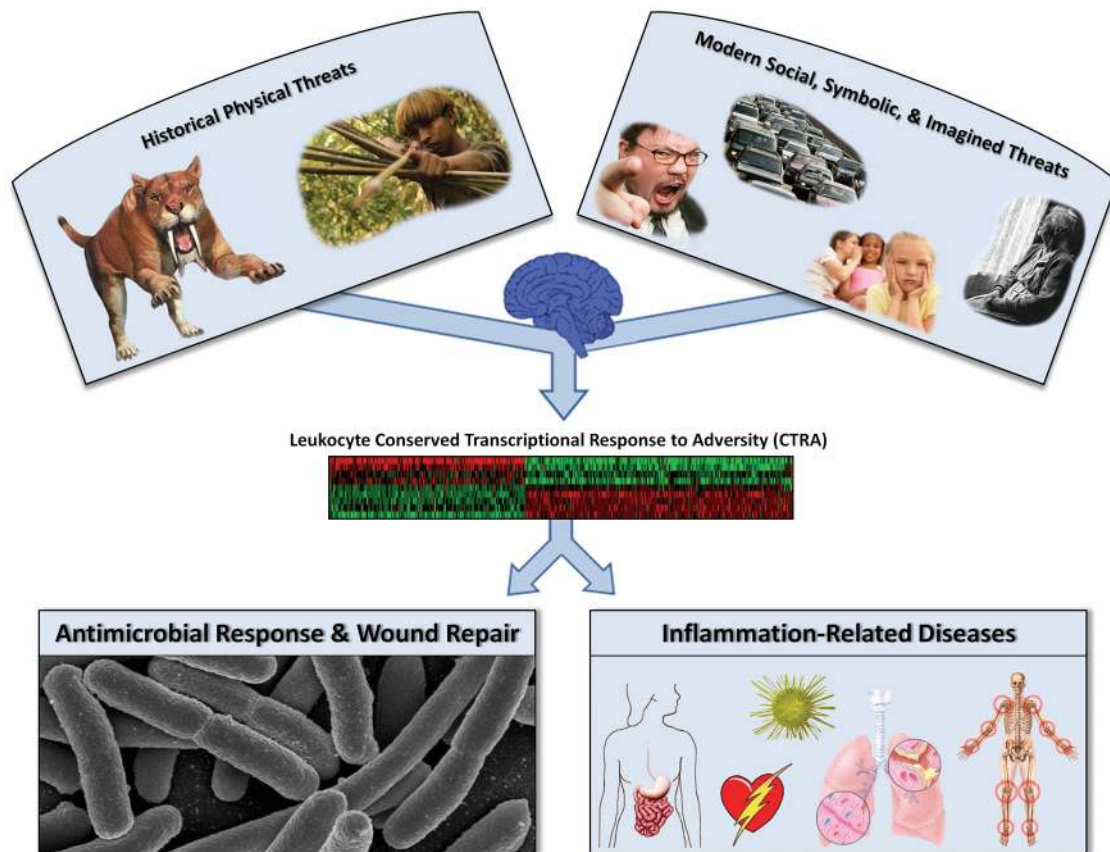 Historical Physical Threats
Modern Social, Symbolic, & Imagined Threats
Leukocyte Conserved Transcriptional Response to Adversity (CTRA)
Antimicrobial Response & Wound Repair
Inflammation-Related Diseases